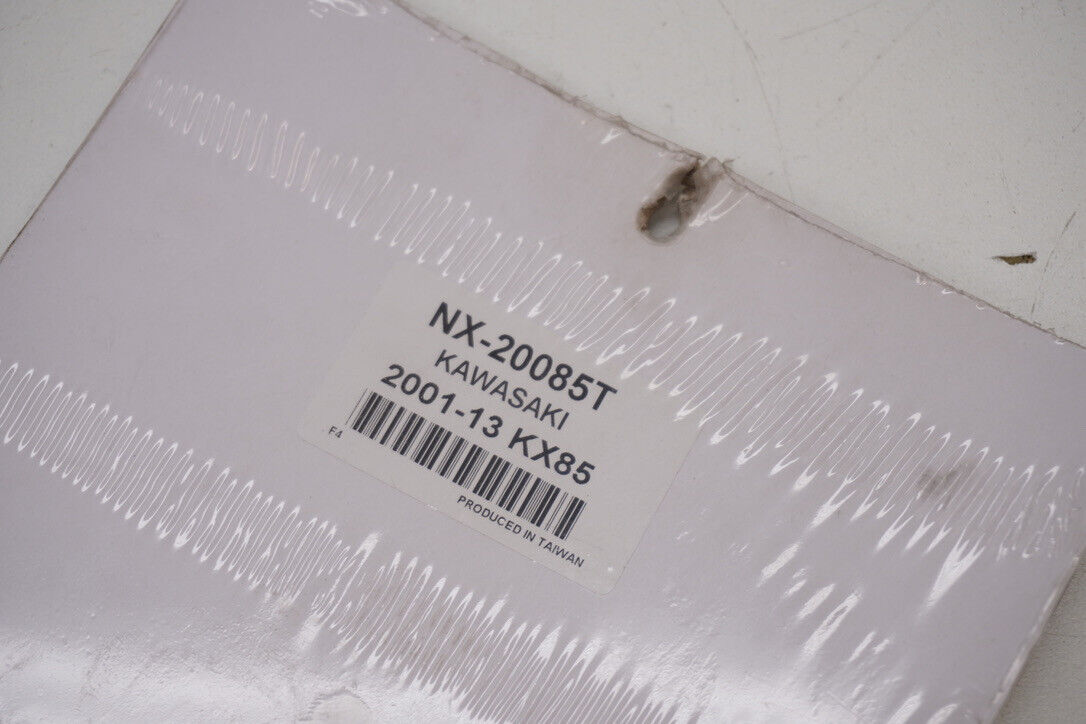 NX-20085T
KAWASAKI
2001-13 KX85
F4
PRODUCED IN TAIWAN